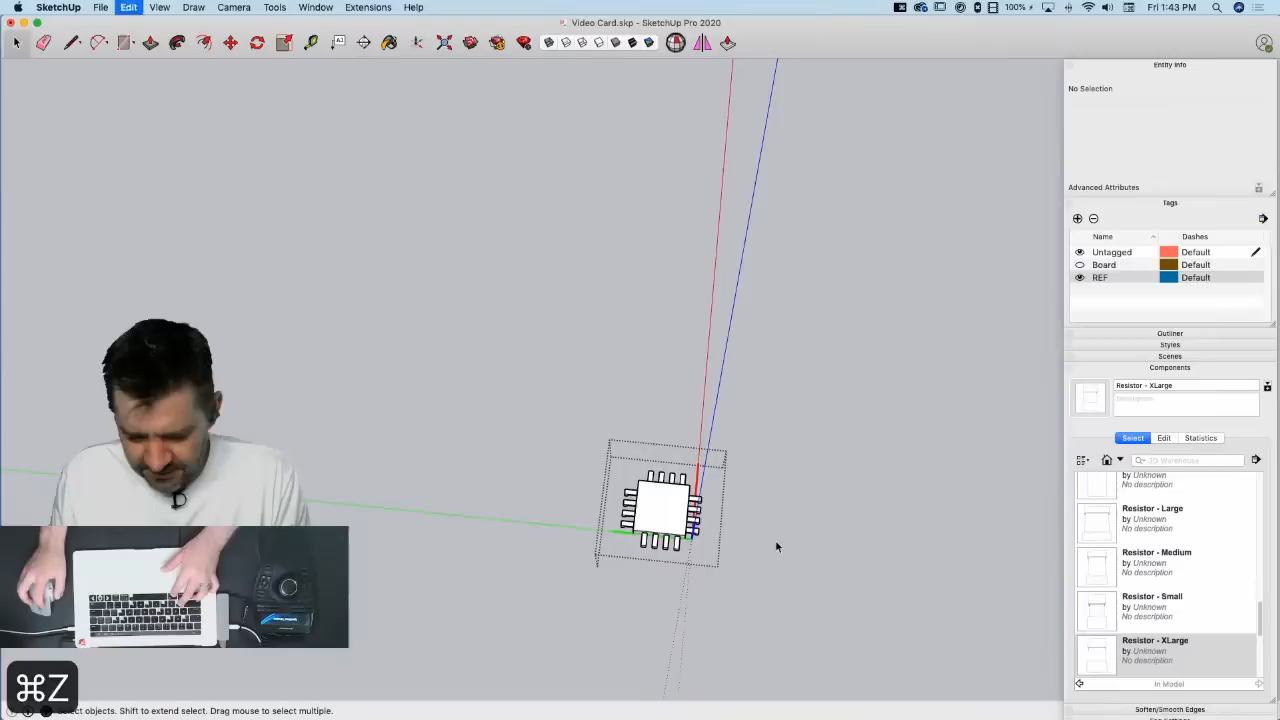 SketchUp File Edit View Draw Camera Tools Window Extensions Help 100% Fri 1:43 PM
Video Card.skp - SketchUp Pro 2020
Entity Info
No Selection
Advanced Attributes
Tags
Name Dashes
Untagged Default
Board Default
REF Default
Outliner
Styles
Scenes
Components
Resistor - XLarge
Description
Select Edit Statistics
3D Warehouse
by Unknown
No description
Resistor - Large
by Unknown
No description
Resistor - Medium
by Unknown
No description
Resistor - Small
by Unknown
No description
Resistor - XLarge
by Unknown
No description
In Model
Soften/Smooth Edges
⌘Z
objects. Shift to extend select. Drag mouse to select multiple.